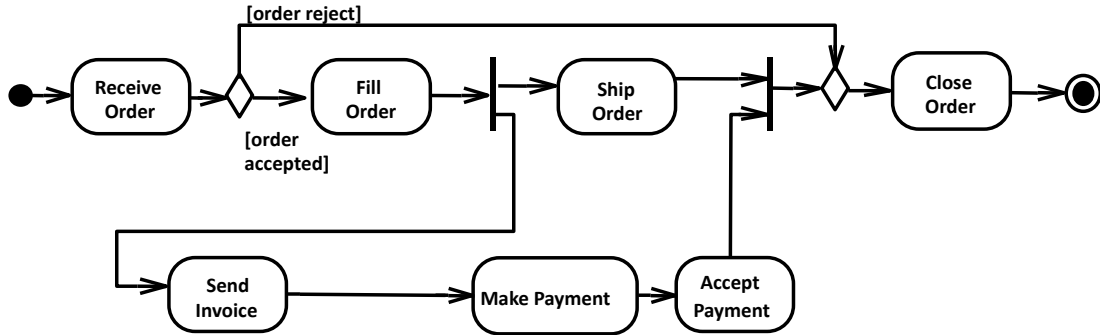 [order reject]
Receive
Order
Fill
Order
Ship
Order
Close
Order
[order
accepted]
Send
Invoice
Make Payment
Accept
Payment